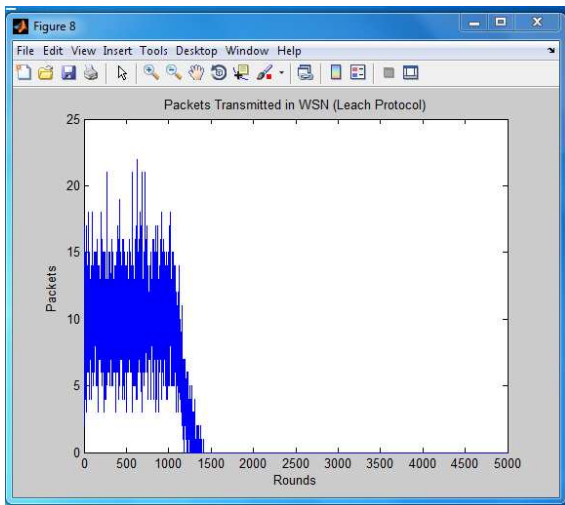 Figure 8
File Edit View Insert Tools Desktop Window Help
Packets Transmitted in WSN (Leach Protocol)
25
20
15
10
5
0
Packets
0 500 1000 1500 2000 2500 3000 3500 4000 4500 5000
Rounds